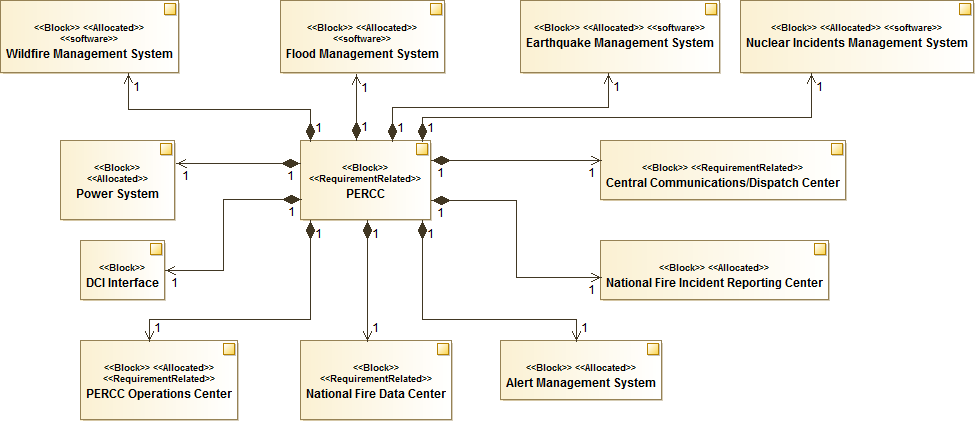 <<Block>> <<Allocated>>
<<software>>
Wildfire Management System
<<Block>> <<Allocated>>
<<software>>
Flood Management System
<<Block>> <<Allocated>> <<software>>
Earthquake Management System
<<Block>> <<Allocated>> <<software>>
Nuclear Incidents Management System
1
1
1
1
1
1
1
1
<<Block>>
<<Allocated>>
Power System
1
1
<<Block>>
<<RequirementRelated>>
PERCC
1
1
<<Block>> <<RequirementRelated>>
Central Communications/Dispatch Center
1
1
<<Block>>
DCI Interface
1
1
<<Block>> <<Allocated>>
National Fire Incident Reporting Center
1
1
1
1
1
1
<<Block>> <<Allocated>>
<<RequirementRelated>>
PERCC Operations Center
<<Block>>
<<RequirementRelated>>
National Fire Data Center
<<Block>> <<Allocated>>
Alert Management System